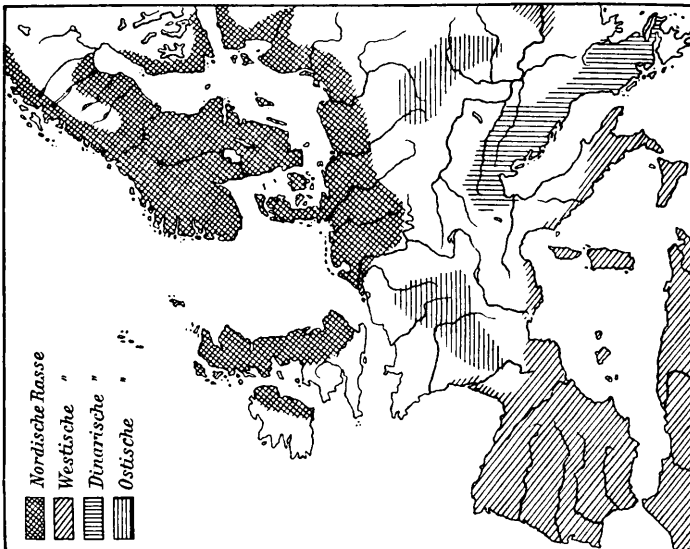 Nordische Rasse
Westische "
Dinarische "
Ostische "